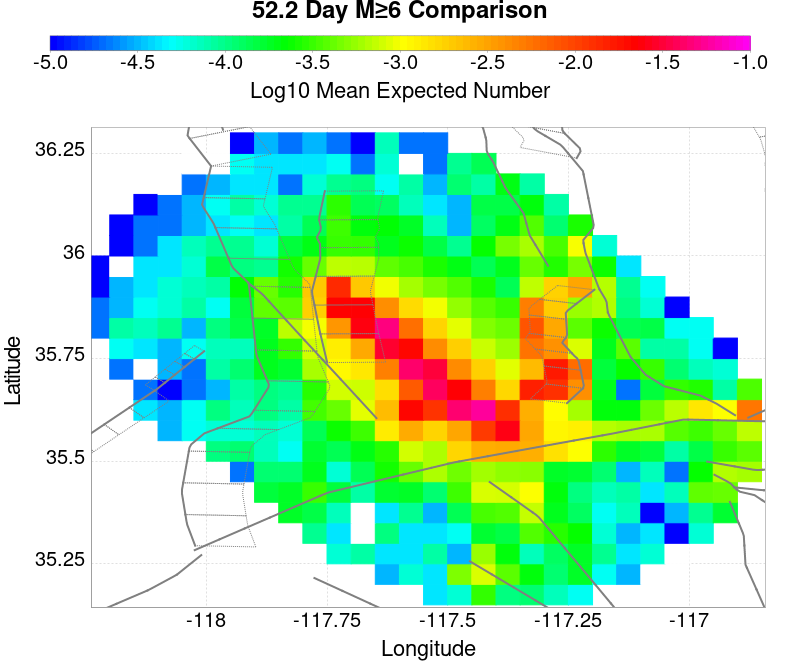 52.2 Day M≥6 Comparison
-5.0 -4.5 -4.0 -3.5 -3.0 -2.5 -2.0 -1.5 -1.0
Log10 Mean Expected Number
36.25
36
35.75
35.5
35.25
Latitude
-118 -117.75 -117.5 -117.25 -117
Longitude